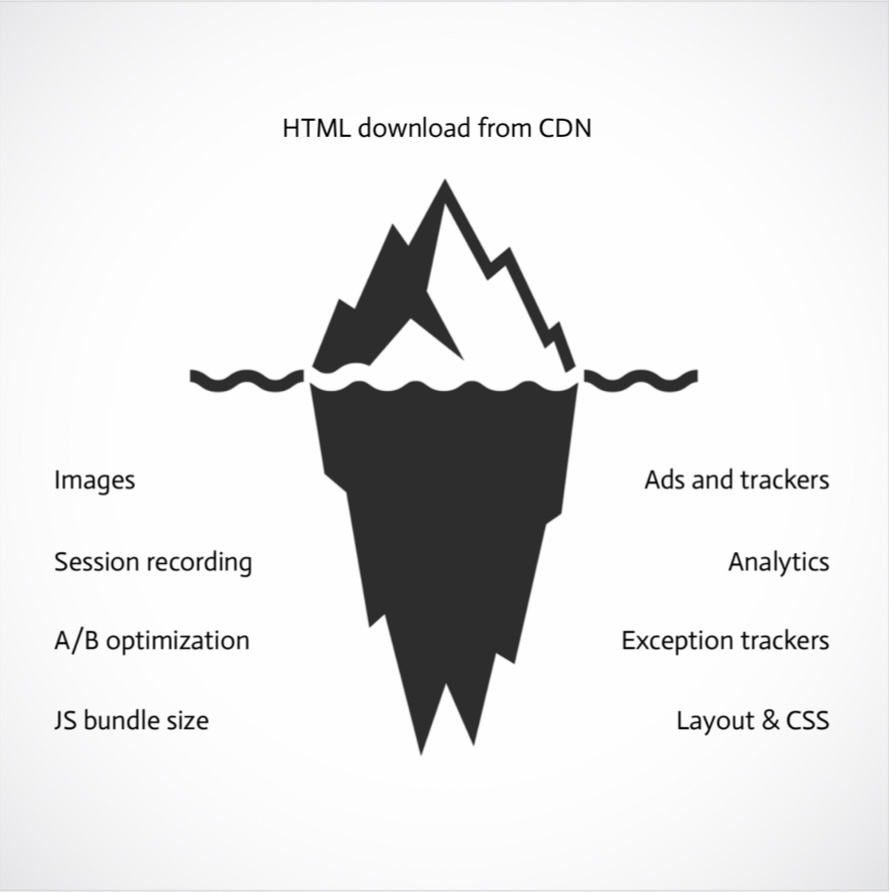 HTML download from CDN
Images
Ads and trackers
Session recording
Analytics
A/B optimization
Exception trackers
JS bundle size
Layout & CSS